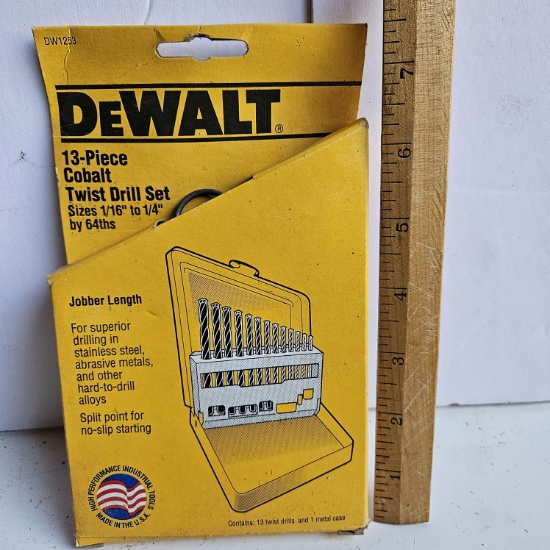 DW1253
DEWALT®
13-Piece
Cobalt
Twist Drill Set
Sizes 1/16" to 1/4"
by 64ths
Jobber Length
For superior
drilling in
stainless steel,
abrasive metals,
and other
hard-to-drill
alloys
Split point for
no-slip starting
HIGH PERFORMANCE INDUSTRIAL TOOLS
MADE IN THE U.S.A.
Contains: 13 twist drills and 1 metal case
7
6
5
4
3
2
1